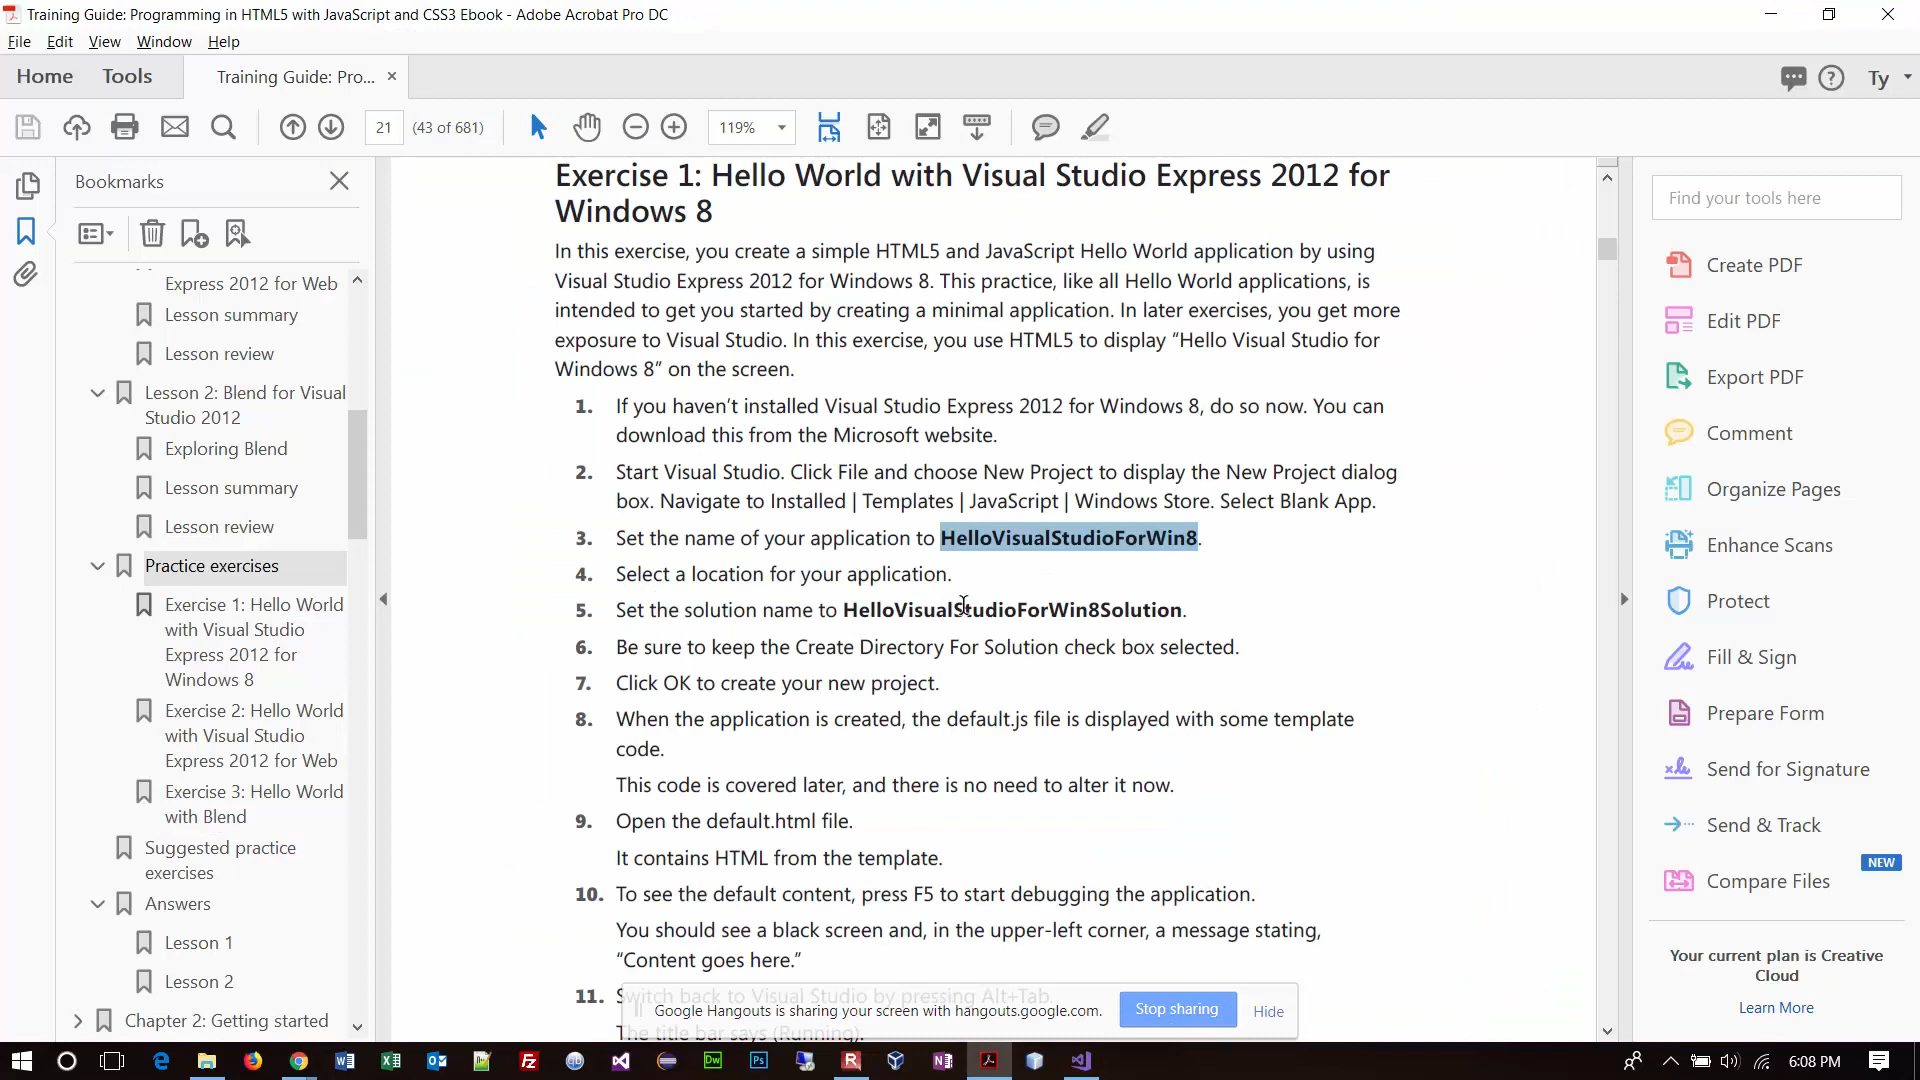 Training Guide: Programming in HTML5 with JavaScript and CSS3 Ebook - Adobe Acrobat Pro DC
File Edit View Window Help
Home Tools Training Guide: Pro... Ty
21 (43 of 681) 119%
Bookmarks
Express 2012 for Web
Lesson summary
Lesson review
Lesson 2: Blend for Visual
Studio 2012
Exploring Blend
Lesson summary
Lesson review
Practice exercises
Exercise 1: Hello World
with Visual Studio
Express 2012 for
Windows 8
Exercise 2: Hello World
with Visual Studio
Express 2012 for Web
Exercise 3: Hello World
with Blend
Suggested practice
exercises
Answers
Lesson 1
Lesson 2
Chapter 2: Getting started
Exercise 1: Hello World with Visual Studio Express 2012 for
Windows 8
In this exercise, you create a simple HTML5 and JavaScript Hello World application by using
Visual Studio Express 2012 for Windows 8. This practice, like all Hello World applications, is
intended to get you started by creating a minimal application. In later exercises, you get more
exposure to Visual Studio. In this exercise, you use HTML5 to display “Hello Visual Studio for
Windows 8” on the screen.
1. If you haven’t installed Visual Studio Express 2012 for Windows 8, do so now. You can
download this from the Microsoft website.
2. Start Visual Studio. Click File and choose New Project to display the New Project dialog
box. Navigate to Installed | Templates | JavaScript | Windows Store. Select Blank App.
3. Set the name of your application to HelloVisualStudioForWin8.
4. Select a location for your application.
5. Set the solution name to HelloVisualStudioForWin8Solution.
6. Be sure to keep the Create Directory For Solution check box selected.
7. Click OK to create your new project.
8. When the application is created, the default.js file is displayed with some template
code.
This code is covered later, and there is no need to alter it now.
9. Open the default.html file.
It contains HTML from the template.
10. To see the default content, press F5 to start debugging the application.
You should see a black screen and, in the upper-left corner, a message stating,
“Content goes here.”
11. Switch back to Visual Studio by pressing Alt+Tab.
The title bar says (Running).
Google Hangouts is sharing your screen with hangouts.google.com. Stop sharing Hide
Find your tools here
Create PDF
Edit PDF
Export PDF
Comment
Organize Pages
Enhance Scans
Protect
Fill & Sign
Prepare Form
Send for Signature
Send & Track
NEW
Compare Files
Your current plan is Creative
Cloud
Learn More
6:08 PM